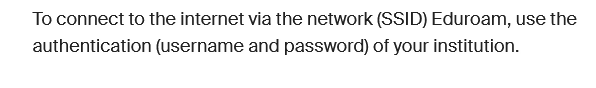 To connect to the internet via the network (SSID) Eduroam, use the
authentication (username and password) of your institution.